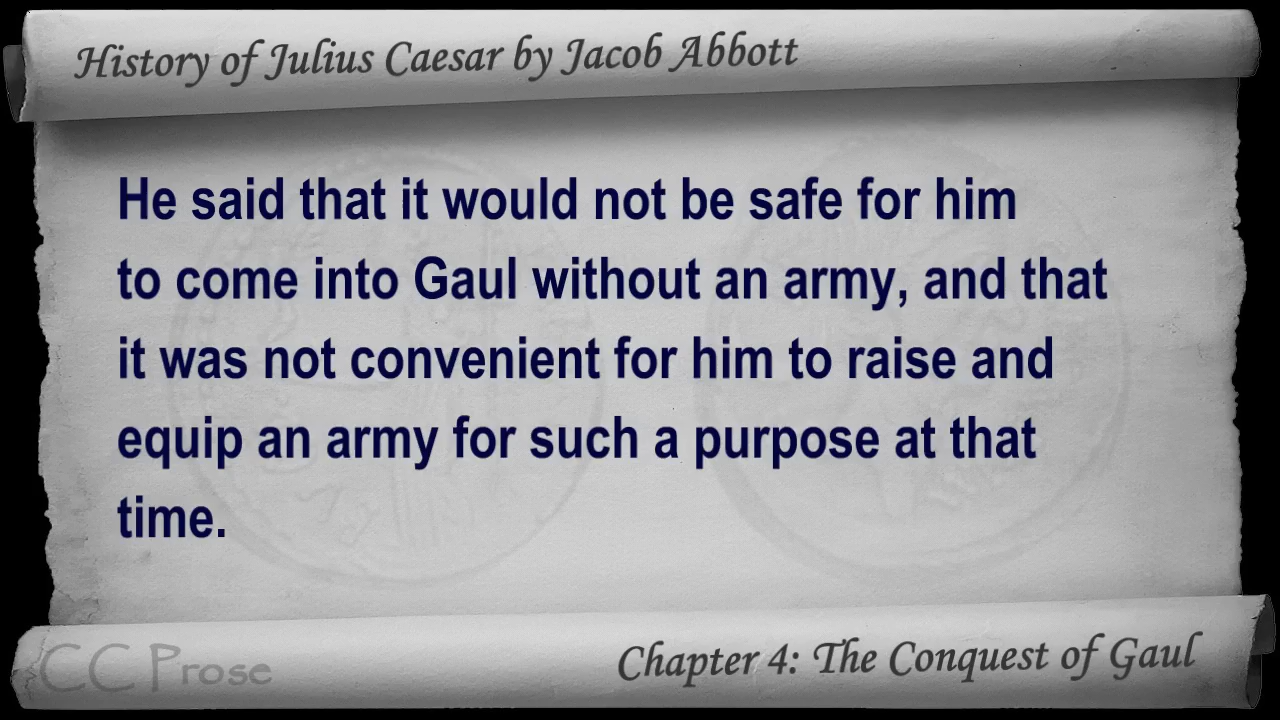 History of Julius Caesar by Jacob Abbott
He said that it would not be safe for him
to come into Gaul without an army, and that
it was not convenient for him to raise and
equip an army for such a purpose at that
time.
CC Prose
Chapter 4: The Conquest of Gaul